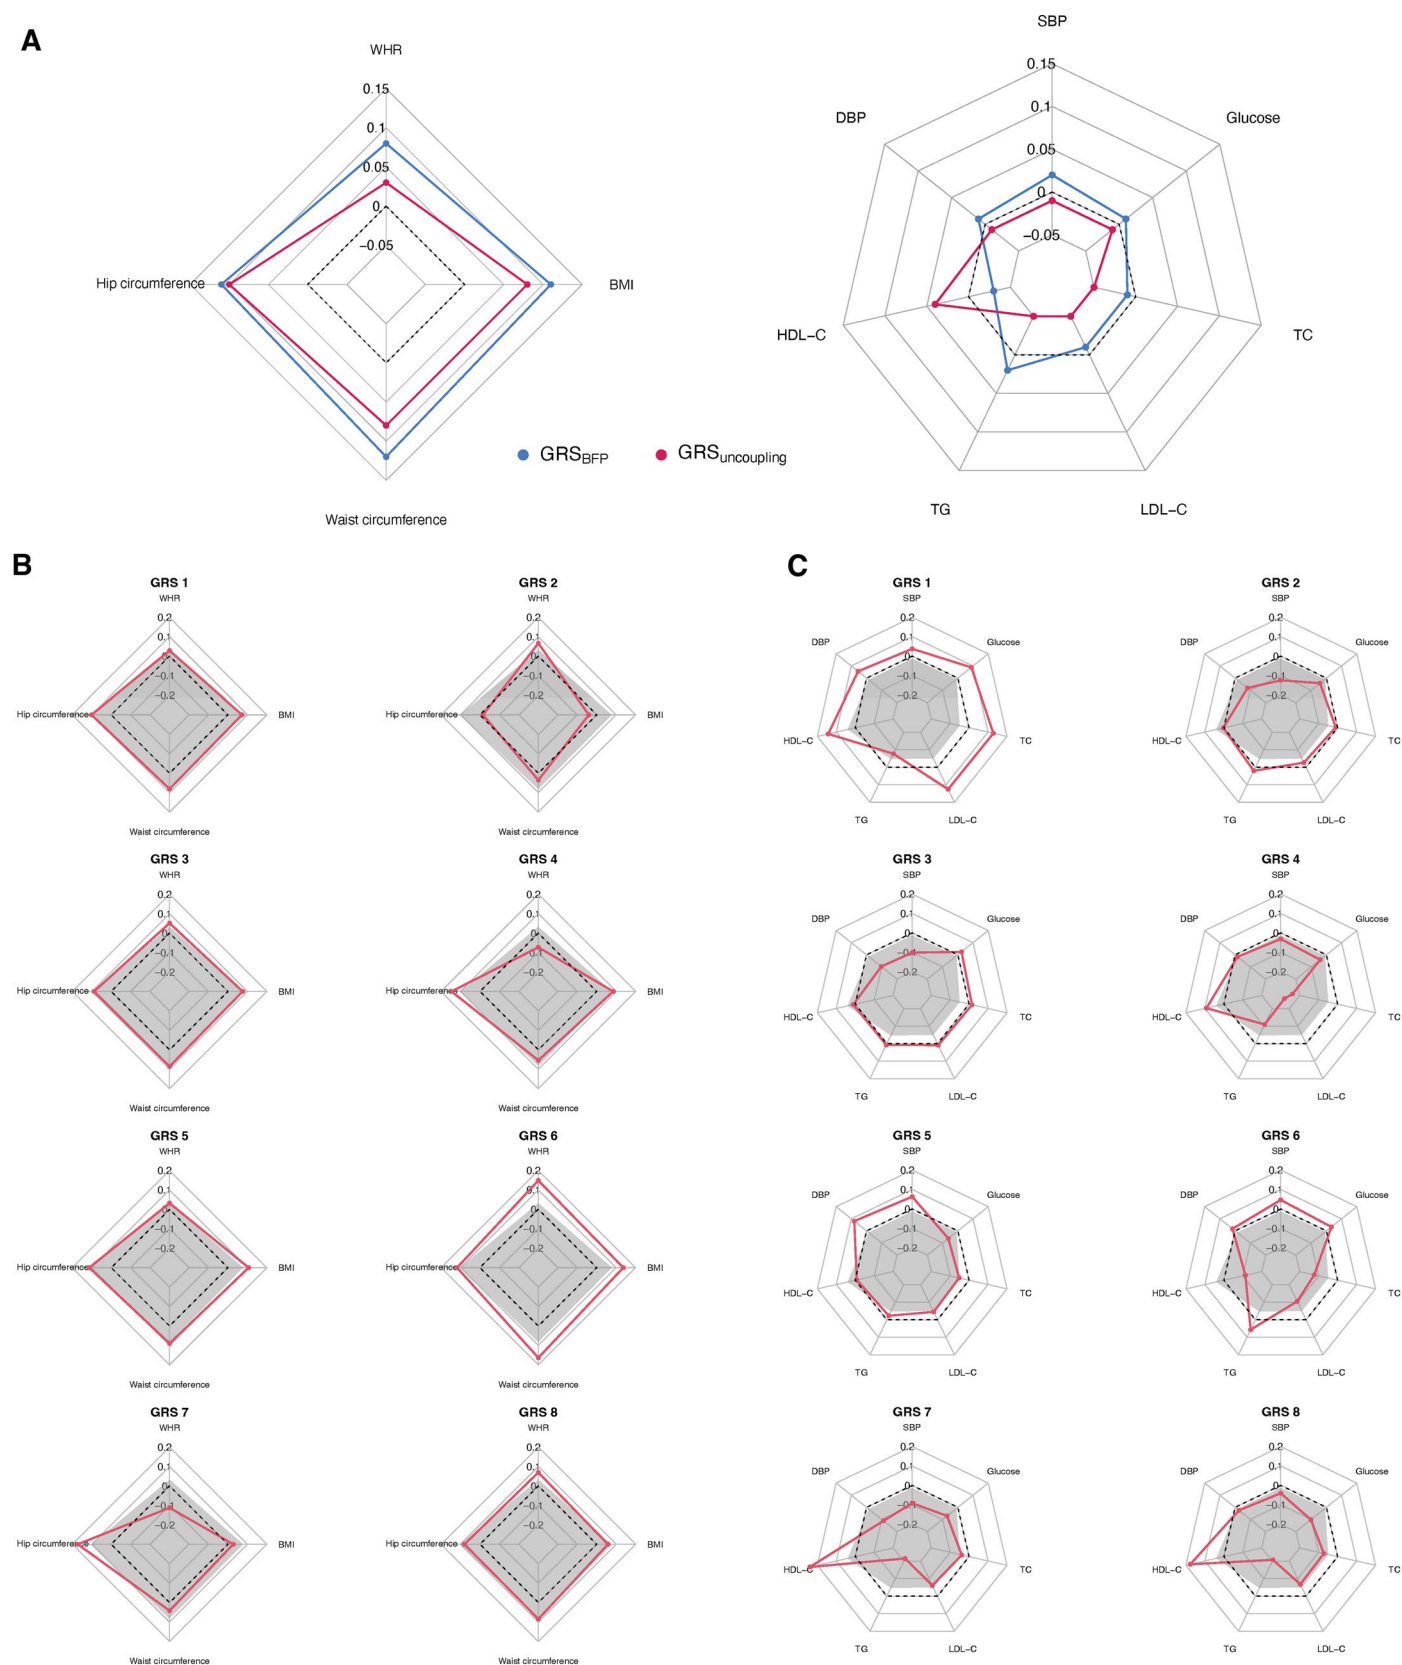 A
WHR
0.15
0.1
0.05
0
−0.05
Hip circumference
BMI
Waist circumference
SBP
0.15
0.1
0.05
0
−0.05
DBP
Glucose
HDL−C
TC
TG
LDL−C
GRSBFP
GRSuncoupling
B
GRS 1
WHR
0.2
0.1
0
−0.1
−0.2
Hip circumference
BMI
Waist circumference
GRS 2
WHR
0.2
0.1
0
−0.1
−0.2
Hip circumference
BMI
Waist circumference
GRS 3
WHR
0.2
0.1
0
−0.1
−0.2
Hip circumference
BMI
Waist circumference
GRS 4
WHR
0.2
0.1
0
−0.1
−0.2
Hip circumference
BMI
Waist circumference
GRS 5
WHR
0.2
0.1
0
−0.1
−0.2
Hip circumference
BMI
Waist circumference
GRS 6
WHR
0.2
0.1
0
−0.1
−0.2
Hip circumference
BMI
Waist circumference
GRS 7
WHR
0.2
0.1
0
−0.1
−0.2
Hip circumference
BMI
Waist circumference
GRS 8
WHR
0.2
0.1
0
−0.1
−0.2
Hip circumference
BMI
Waist circumference
C
GRS 1
SBP
0.2
0.1
0
−0.1
−0.2
DBP
Glucose
HDL−C
TC
TG
LDL−C
GRS 2
SBP
0.2
0.1
0
−0.1
−0.2
DBP
Glucose
HDL−C
TC
TG
LDL−C
GRS 3
SBP
0.2
0.1
0
−0.1
−0.2
DBP
Glucose
HDL−C
TC
TG
LDL−C
GRS 4
SBP
0.2
0.1
0
−0.1
−0.2
DBP
Glucose
HDL−C
TC
TG
LDL−C
GRS 5
SBP
0.2
0.1
0
−0.1
−0.2
DBP
Glucose
HDL−C
TC
TG
LDL−C
GRS 6
SBP
0.2
0.1
0
−0.1
−0.2
DBP
Glucose
HDL−C
TC
TG
LDL−C
GRS 7
SBP
0.2
0.1
0
−0.1
−0.2
DBP
Glucose
HDL−C
TC
TG
LDL−C
GRS 8
SBP
0.2
0.1
0
−0.1
−0.2
DBP
Glucose
HDL−C
TC
TG
LDL−C